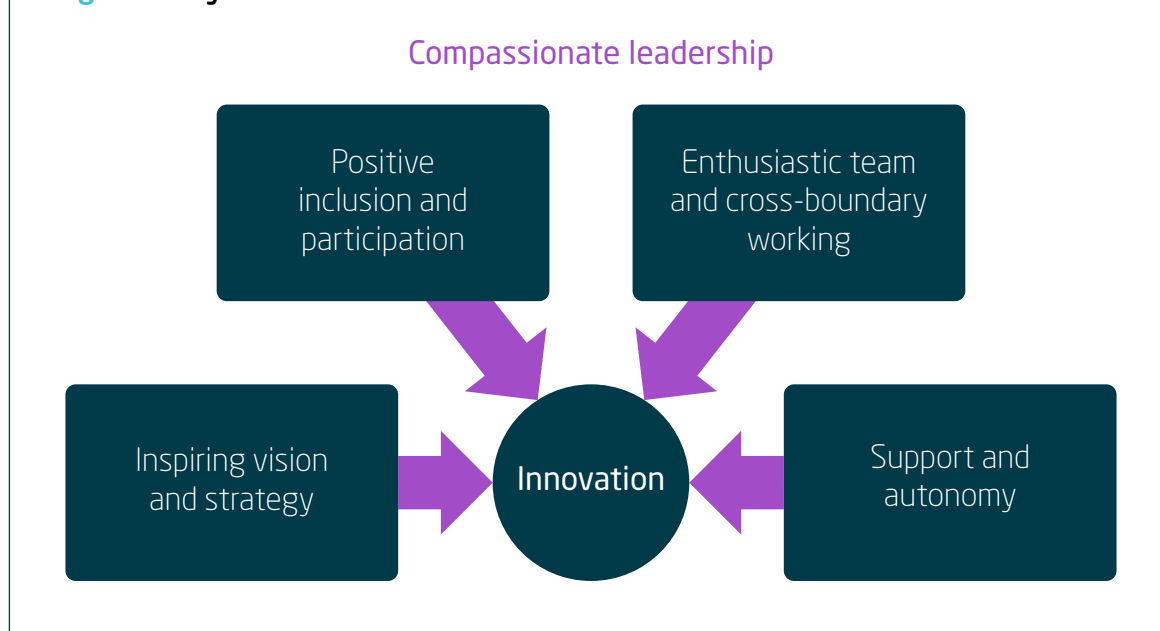 Compassionate leadership
Positive
inclusion and
participation
Enthusiastic team
and cross-boundary
working
Inspiring vision
and strategy
Innovation
Support and
autonomy